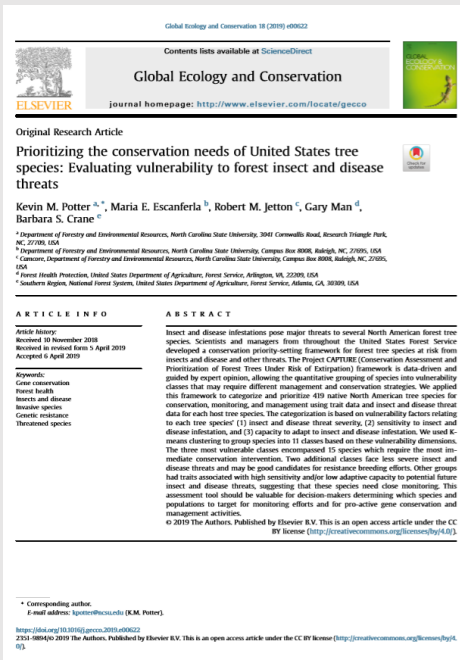 Global Ecology and Conservation 18 (2019) e00622
Contents lists available at ScienceDirect
Global Ecology and Conservation
journal homepage: http://www.elsevier.com/locate/gecco
ELSEVIER
GLOBAL
ECOLOGY &
CONSERVATION
Original Research Article
Prioritizing the conservation needs of United States tree
species: Evaluating vulnerability to forest insect and disease
threats
Check for
updates
Kevin M. Potter a, *, Maria E. Escanferla b, Robert M. Jetton c, Gary Man d,
Barbara S. Crane e
a Department of Forestry and Environmental Resources, North Carolina State University, 3041 Cornwallis Road, Research Triangle Park,
NC, 27709, USA
b Department of Forestry and Environmental Resources, North Carolina State University, Campus Box 8008, Raleigh, NC, 27695, USA
c Camcore, Department of Forestry and Environmental Resources, North Carolina State University, Campus Box 8008, Raleigh, NC, 27695,
USA
d Forest Health Protection, United States Department of Agriculture, Forest Service, Arlington, VA, 22209, USA
e Southern Region, National Forest System, United States Department of Agriculture, Forest Service, Atlanta, GA, 30309, USA
ARTICLE INFO
Article history:
Received 10 November 2018
Received in revised form 5 April 2019
Accepted 6 April 2019
Keywords:
Gene conservation
Forest health
Insects and disease
Invasive species
Genetic resistance
Threatened species
ABSTRACT
Insect and disease infestations pose major threats to several North American forest tree
species. Scientists and managers from throughout the United States Forest Service
developed a conservation priority-setting framework for forest tree species at risk from
insects and disease and other threats. The Project CAPTURE (Conservation Assessment and
Prioritization of Forest Trees Under Risk of Extirpation) framework is data-driven and
guided by expert opinion, allowing the quantitative grouping of species into vulnerability
classes that may require different management and conservation strategies. We applied
this framework to categorize and prioritize 419 native North American tree species for
conservation, monitoring, and management using trait data and insect and disease threat
data for each host tree species. The categorization is based on vulnerability factors relating
to each tree species' (1) insect and disease threat severity, (2) sensitivity to insect and
disease infestation, and (3) capacity to adapt to insect and disease infestation. We used K-
means clustering to group species into 11 classes based on these vulnerability dimensions.
The three most vulnerable classes encompassed 15 species which require the most im-
mediate conservation intervention. Two additional classes face less severe insect and
disease threats and may be good candidates for resistance breeding efforts. Other groups
had traits associated with high sensitivity and/or low adaptive capacity to potential future
insect and disease threats, suggesting that these species need close monitoring. This
assessment tool should be valuable for decision-makers determining which species and
populations to target for monitoring efforts and for pro-active gene conservation and
management activities.
© 2019 The Authors. Published by Elsevier B.V. This is an open access article under the CC
BY license (http://creativecommons.org/licenses/by/4.0/).
* Corresponding author.
E-mail address: kpotter@ncsu.edu (K.M. Potter).
https://doi.org/10.1016/j.gecco.2019.e00622
2351-9894/© 2019 The Authors. Published by Elsevier B.V. This is an open access article under the CC BY license (http://creativecommons.org/licenses/by/4.
0/).